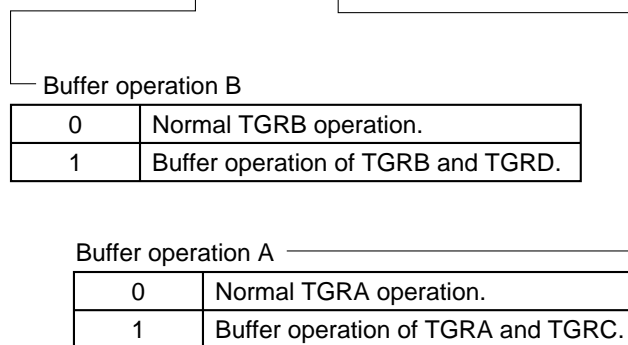 Buffer operation B
0 Normal TGRB operation.
1 Buffer operation of TGRB and TGRD.
Buffer operation A
0 Normal TGRA operation.
1 Buffer operation of TGRA and TGRC.